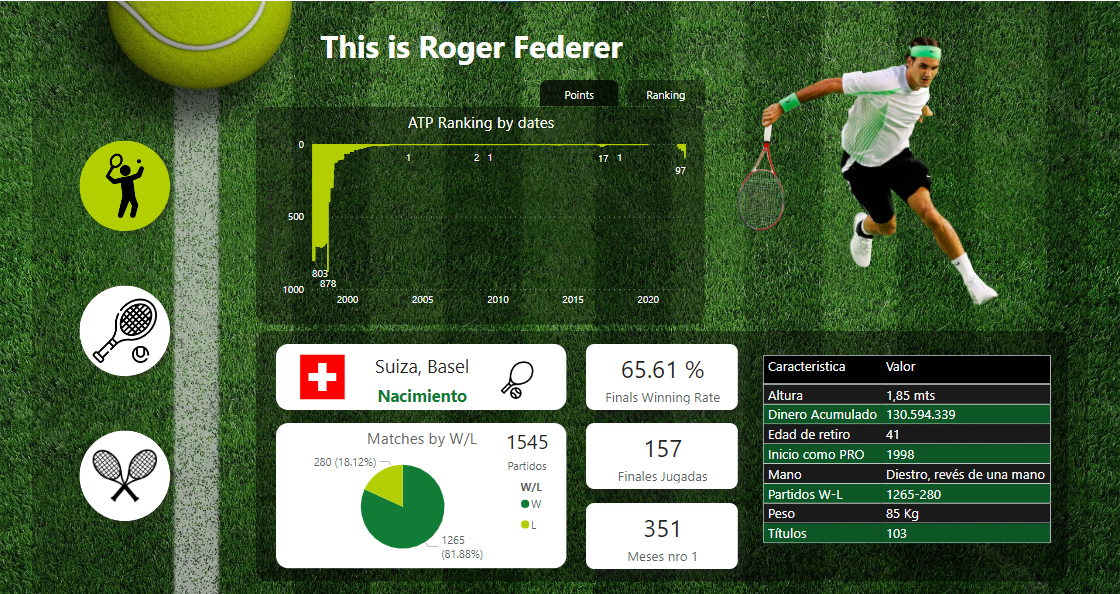 This is Roger Federer
Points
Ranking
ATP Ranking by dates
0
500
1000
803
878
1
2
1
17
1
97
2000
2005
2010
2015
2020
Suiza, Basel
Nacimiento
65.61 %
Finals Winning Rate
Matches by W/L
280 (18.12%)
1265
(81.88%)
1545
Partidos
W/L
W
L
157
Finales Jugadas
351
Meses nro 1
Caracteristica Valor
Altura 1,85 mts
Dinero Acumulado 130.594.339
Edad de retiro 41
Inicio como PRO 1998
Mano Diestro, revés de una mano
Partidos W-L 1265-280
Peso 85 Kg
Títulos 103